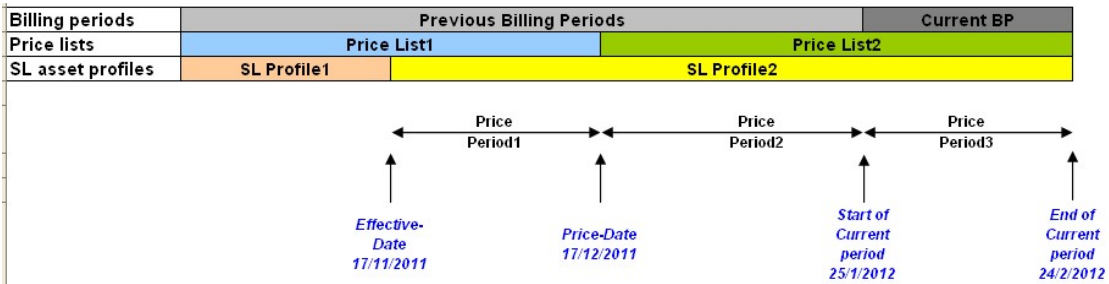 Billing periods Previous Billing Periods Current BP
Price lists Price List1 Price List2
SL asset profiles SL Profile1 SL Profile2
Price Price Price
Period1 Period2 Period3
Effective-
Date
17/11/2011
Price-Date
17/12/2011
Start of
Current
period
25/1/2012
End of
Current
period
24/2/2012